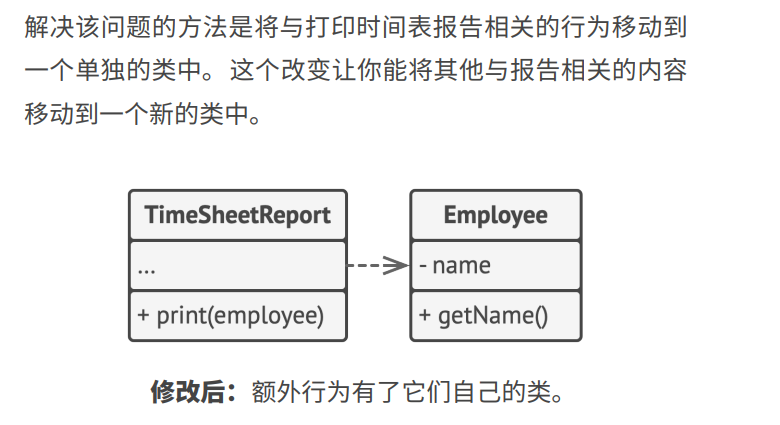 解决该问题的方法是将与打印时间表报告相关的行为移动到
一个单独的类中。 这个改变让你能将其他与报告相关的内容
移动到一个新的类中。
TimeSheetReport
...
+ print(employee)
Employee
- name
+ getName()
修改后：额外行为有了它们自己的类。